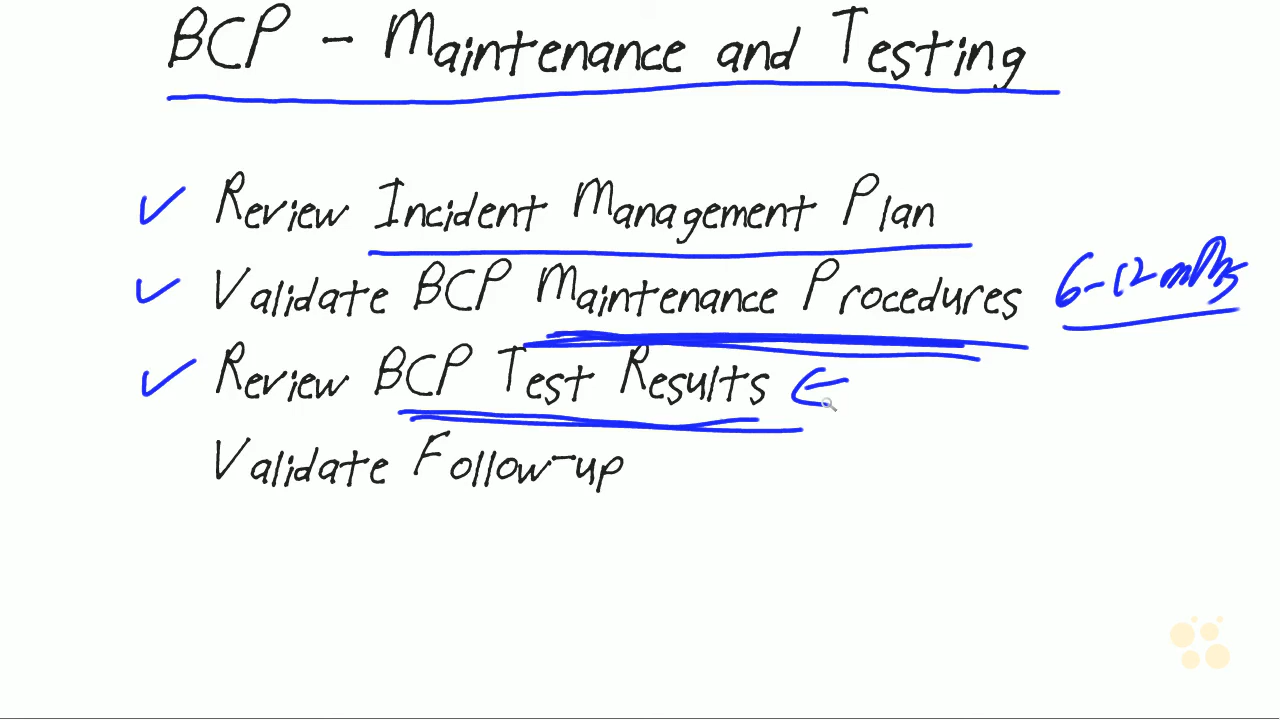 BCP - Maintenance and Testing
Review Incident Management Plan
Validate BCP Maintenance Procedures 6-12 mths
Review BCP Test Results
Validate Follow-up